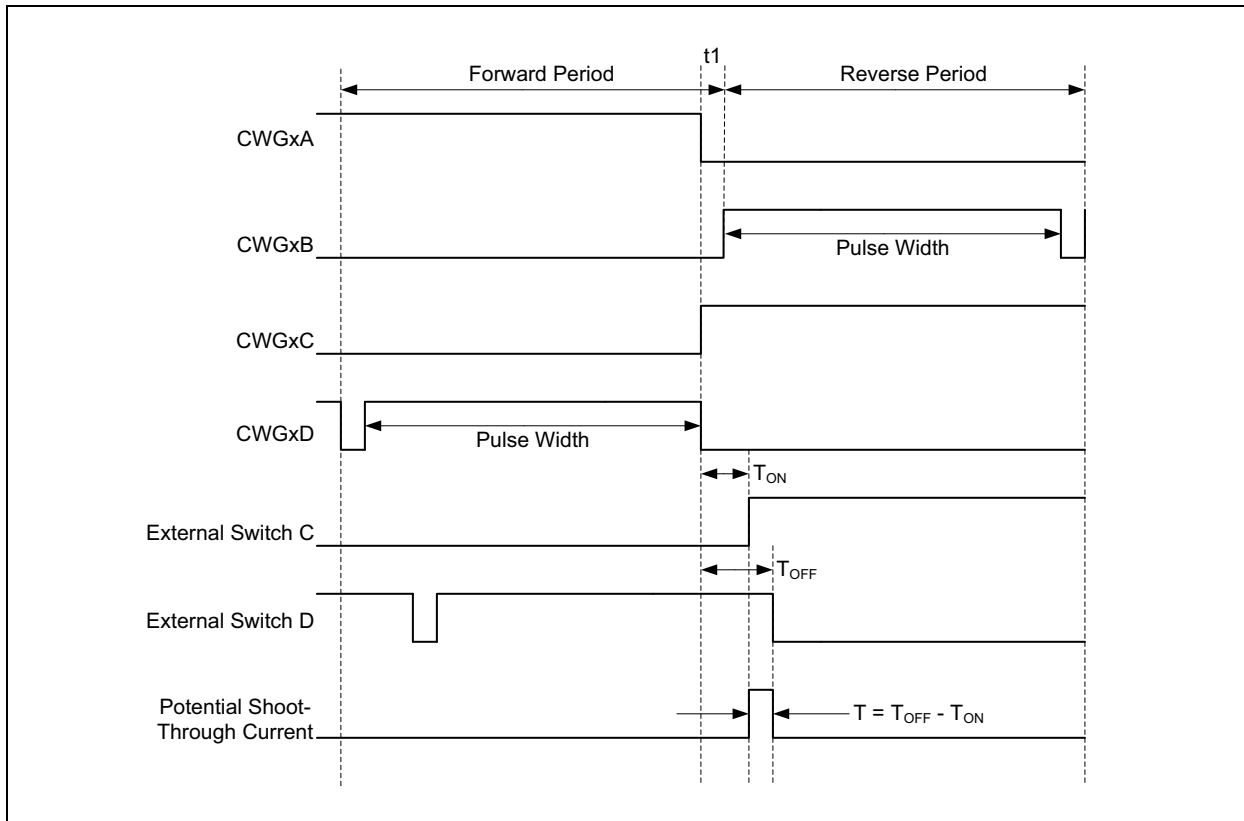 t1
Forward Period
Reverse Period
CWGxA
CWGxB
Pulse Width
CWGxC
CWGxD
Pulse Width
TON
External Switch C
TOFF
External Switch D
Potential Shoot-
Through Current
T = TOFF - TON